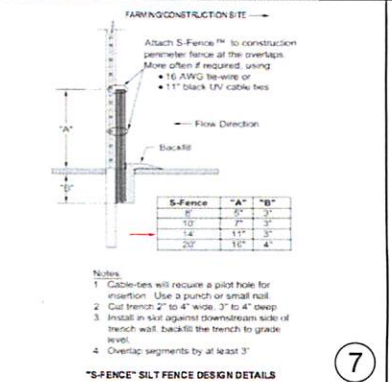 FARMING/CONSTRUCTION SITE
Attach S-Fence™ to construction
perimeter fence at the overlaps.
More often if required, using:
• 16 AWG tie-wire or
• 11" black UV cable ties
"A"
Flow Direction
Backfill
"B"
S-Fence "A" "B"
8" 5" 3"
10" 7" 3"
14" 11" 3"
20" 16" 4"
Notes:
1 Cable-ties will require a pilot hole for
insertion. Use a punch or small nail.
2 Cut trench 2" to 4" wide, 3" to 4" deep
3 Install in slot against downstream side of
trench wall, backfill the trench to grade
level.
4 Overlap segments by at least 3"
"S-FENCE" SILT FENCE DESIGN DETAILS
7